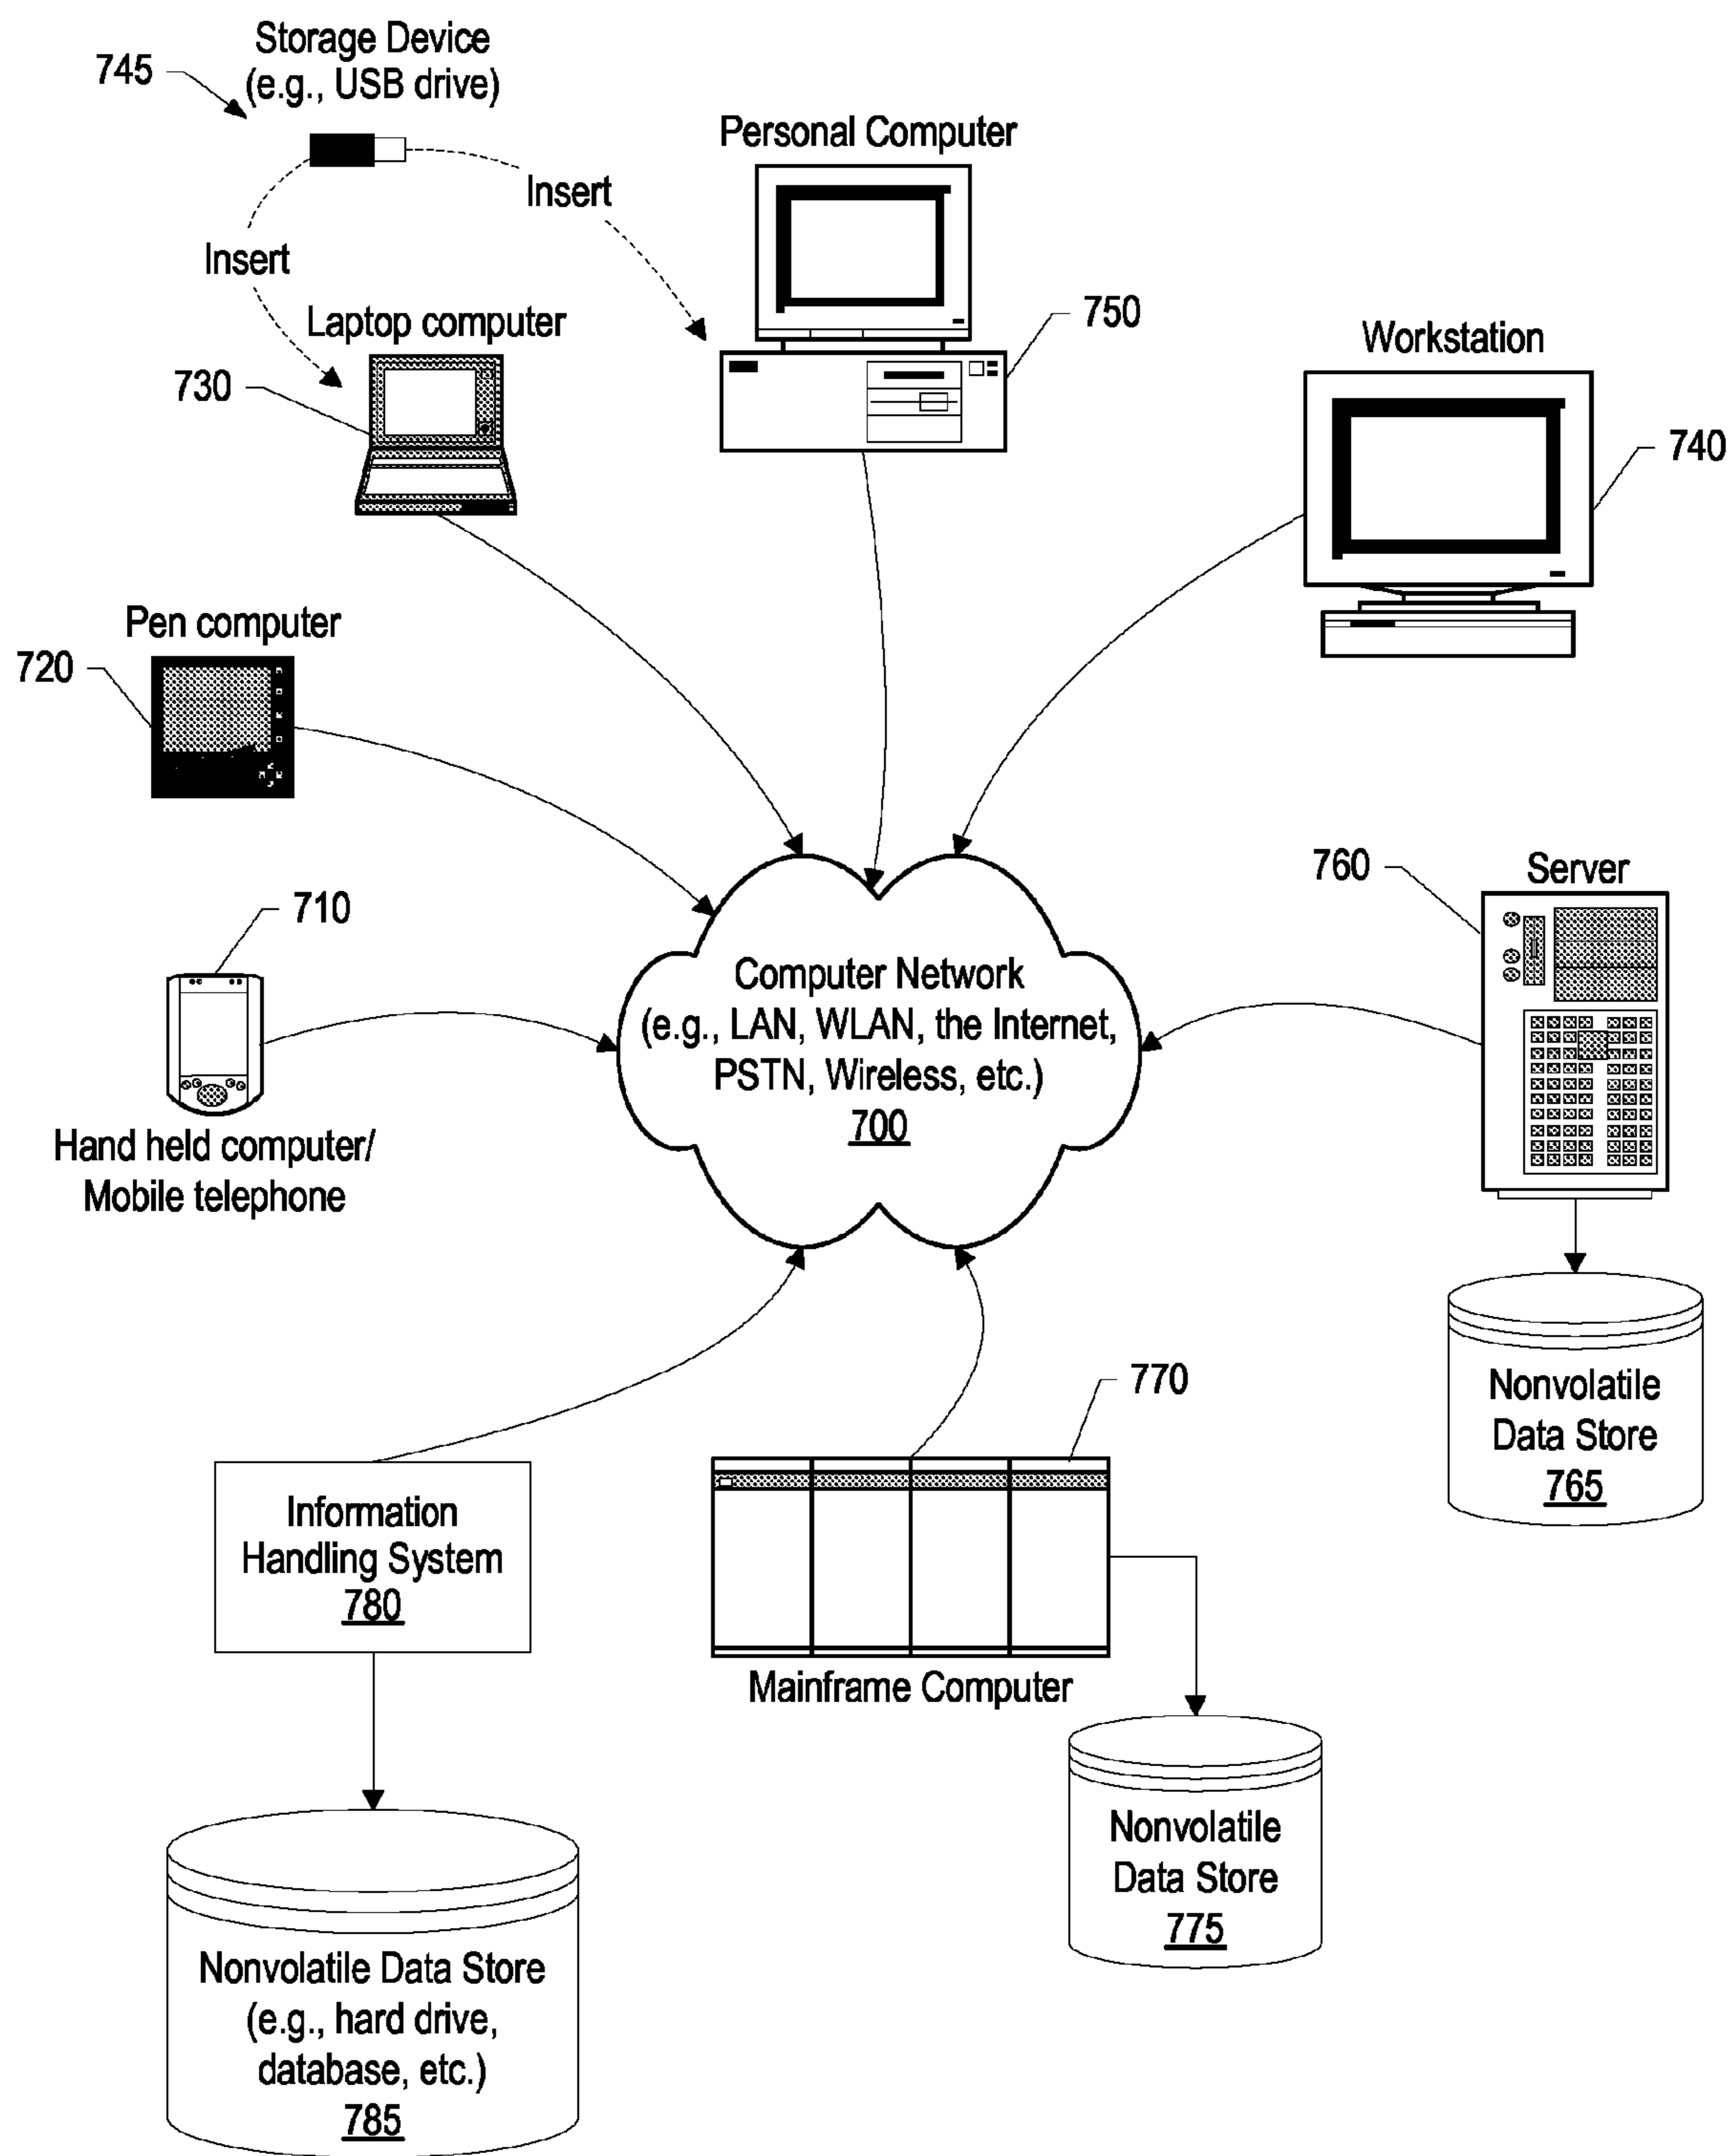 Storage Device
(e.g., USB drive)
745
Personal Computer
Insert
Insert
Laptop computer
750
Workstation
730
740
Pen computer
720
760
Server
710
Computer Network
(e.g., LAN, WLAN, the Internet,
PSTN, Wireless, etc.)
700
Hand held computer/
Mobile telephone
770
Nonvolatile
Data Store
765
Information
Handling System
780
Mainframe Computer
Nonvolatile
Data Store
775
Nonvolatile Data Store
(e.g., hard drive,
database, etc.)
785